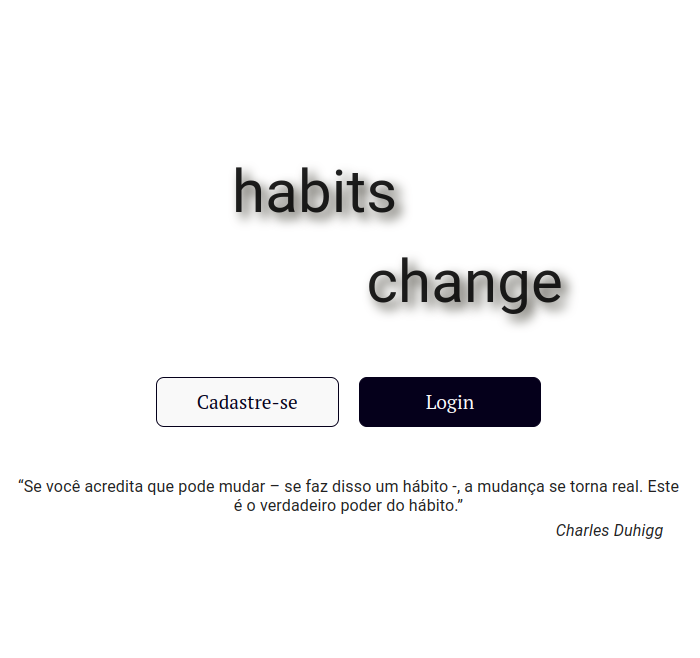 habits
change
Cadastre-se
Login
“Se você acredita que pode mudar – se faz disso um hábito -, a mudança se torna real. Este
é o verdadeiro poder do hábito.”
Charles Duhigg